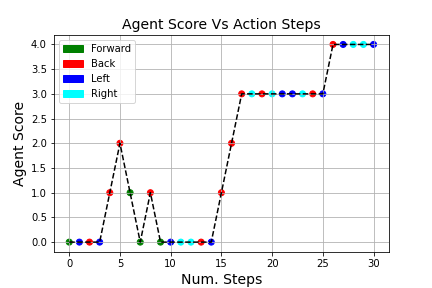 Agent Score Vs Action Steps
Agent Score
4.0
3.5
3.0
2.5
2.0
1.5
1.0
0.5
0.0
Forward
Back
Left
Right
0 5 10 15 20 25 30
Num. Steps